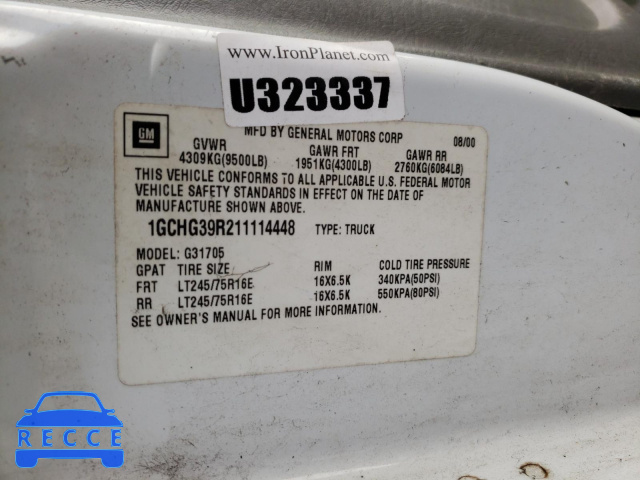 www.IronPlanet.com
U323337
GM
MFD BY GENERAL MOTORS CORP 08/00
GVWR GAWR FRT GAWR RR
4309KG(9500LB) 1951KG(4300LB) 2760KG(6084LB)
THIS VEHICLE CONFORMS TO ALL APPLICABLE U.S. FEDERAL MOTOR
VEHICLE SAFETY STANDARDS IN EFFECT ON THE DATE OF
MANUFACTURE SHOWN ABOVE.
1GCHG39R211114448 TYPE: TRUCK
MODEL: G31705
GPAT TIRE SIZE RIM COLD TIRE PRESSURE
FRT LT245/75R16E 16X6.5K 340KPA(50PSI)
RR LT245/75R16E 16X6.5K 550KPA(80PSI)
SEE OWNER'S MANUAL FOR MORE INFORMATION.
RECCE